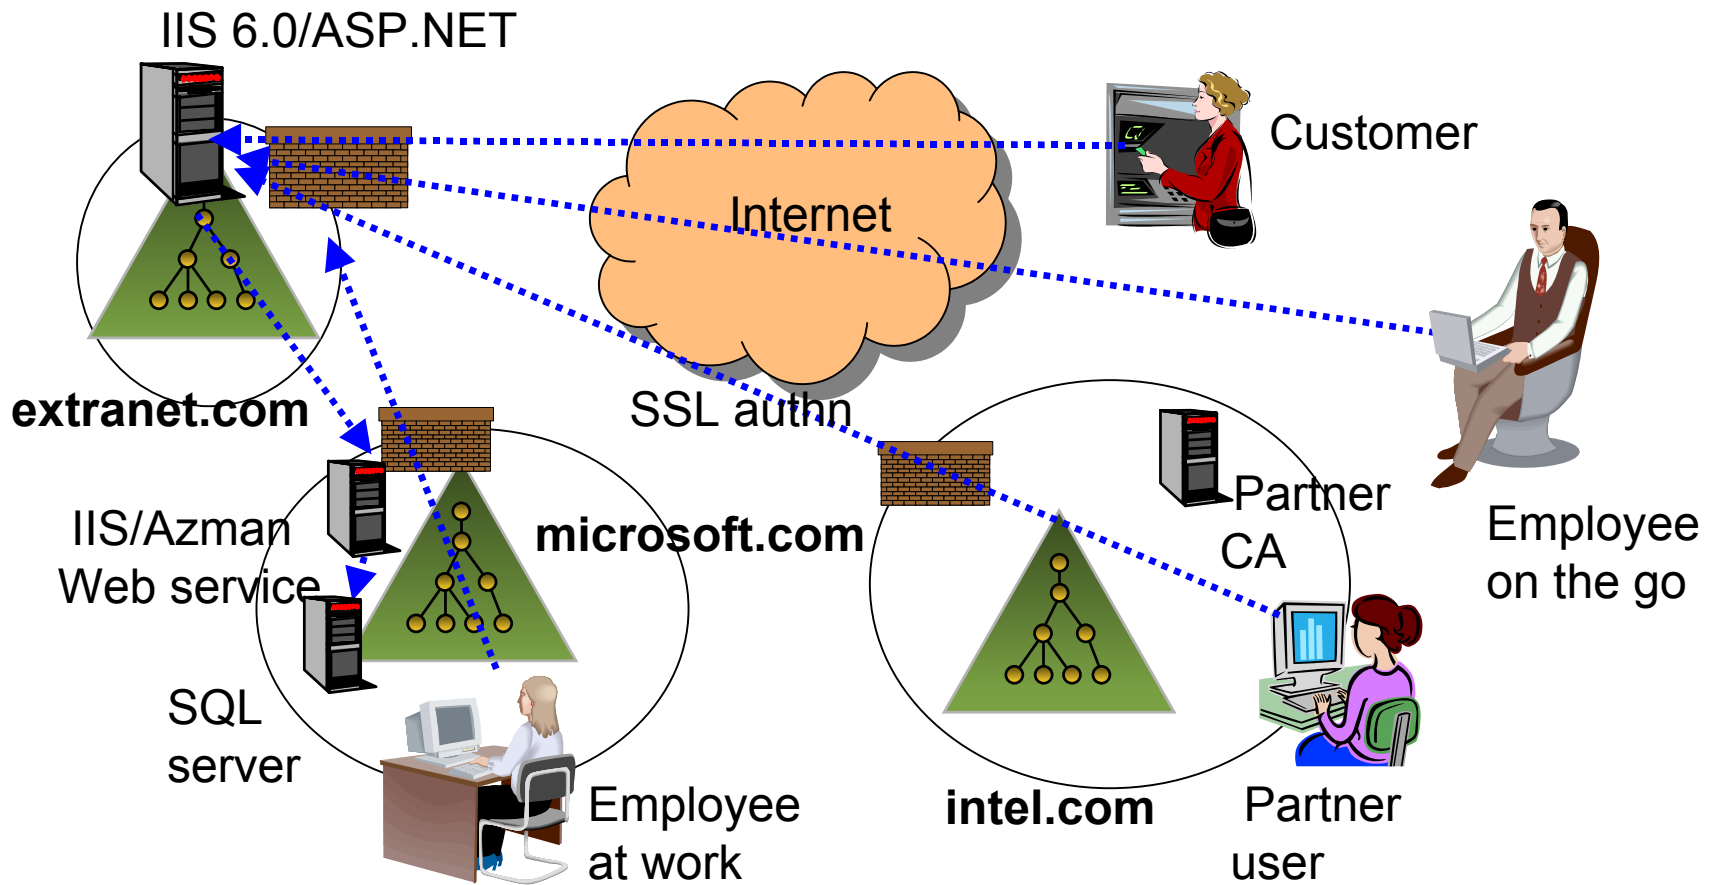 IIS 6.0/ASP.NET
Customer
Internet
extranet.com
SSL authn
Partner
CA
IIS/Azman
Web service
microsoft.com
Employee
on the go
SQL
server
Employee
at work
intel.com
Partner
user